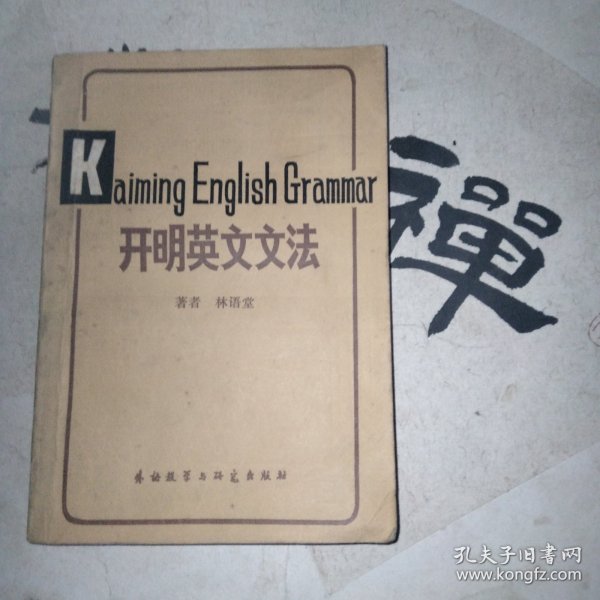 Kaiming English Grammar
开明英文文法
著者 林语堂
外语教学与研究出版社
禪
孔夫子旧书网
www.kongfz.com